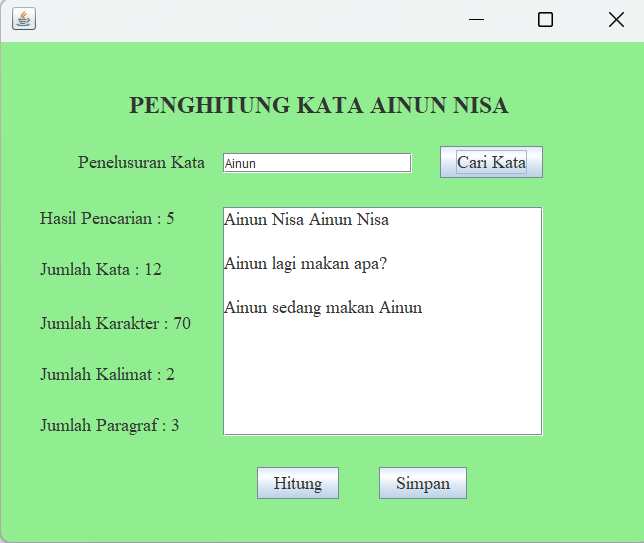 PENGHITUNG KATA AINUN NISA
Penelusuran Kata Ainun Cari Kata
Hasil Pencarian : 5
Jumlah Kata : 12
Jumlah Karakter : 70
Jumlah Kalimat : 2
Jumlah Paragraf : 3
Ainun Nisa Ainun Nisa
Ainun lagi makan apa?
Ainun sedang makan Ainun
Hitung Simpan